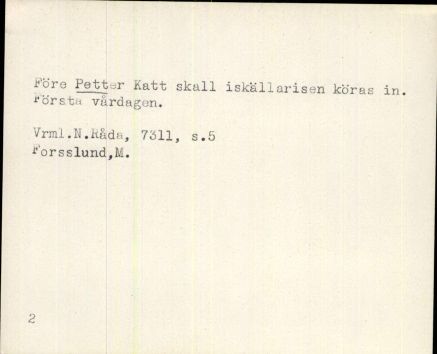 Före Petter Katt skall iskällarisen köras in.
Första vårdagen.
Vrml.N.Råda, 7311, s.5
Forsslund,M.
2